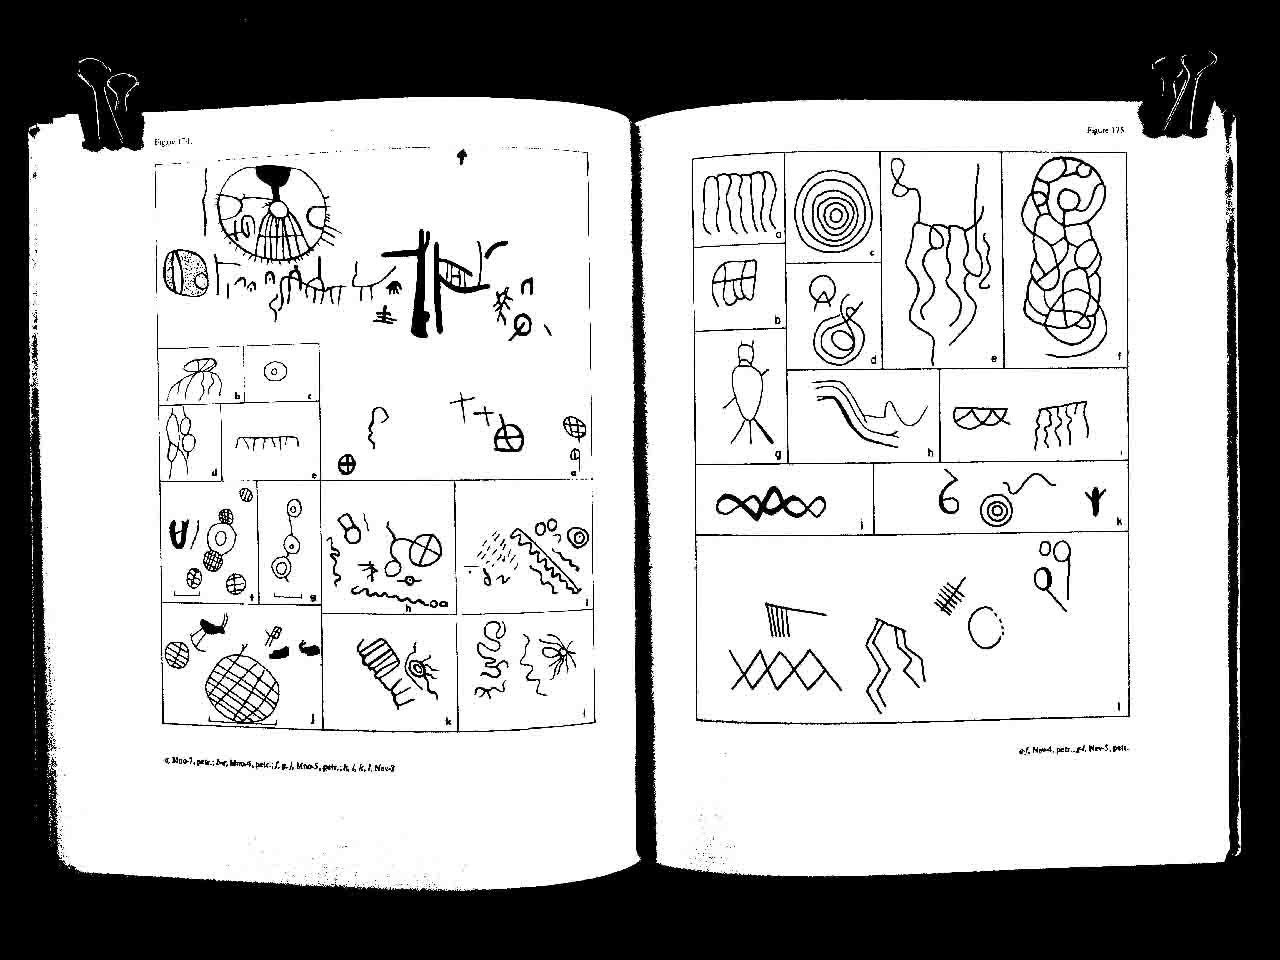 Figure 174.
b
c
d
e
a
f
g
h
i
j
k
l
a, Mno-7, petr.; b-e, Mno-6, petr.; f, g, j, Mno-5, petr.; h, i, k, l, Nev-3
Figure 175.
a
c
b
d
e
f
g
h
i
j
k
l
a-f, Nev-4, petr.; g-l, Nev-5, petr.